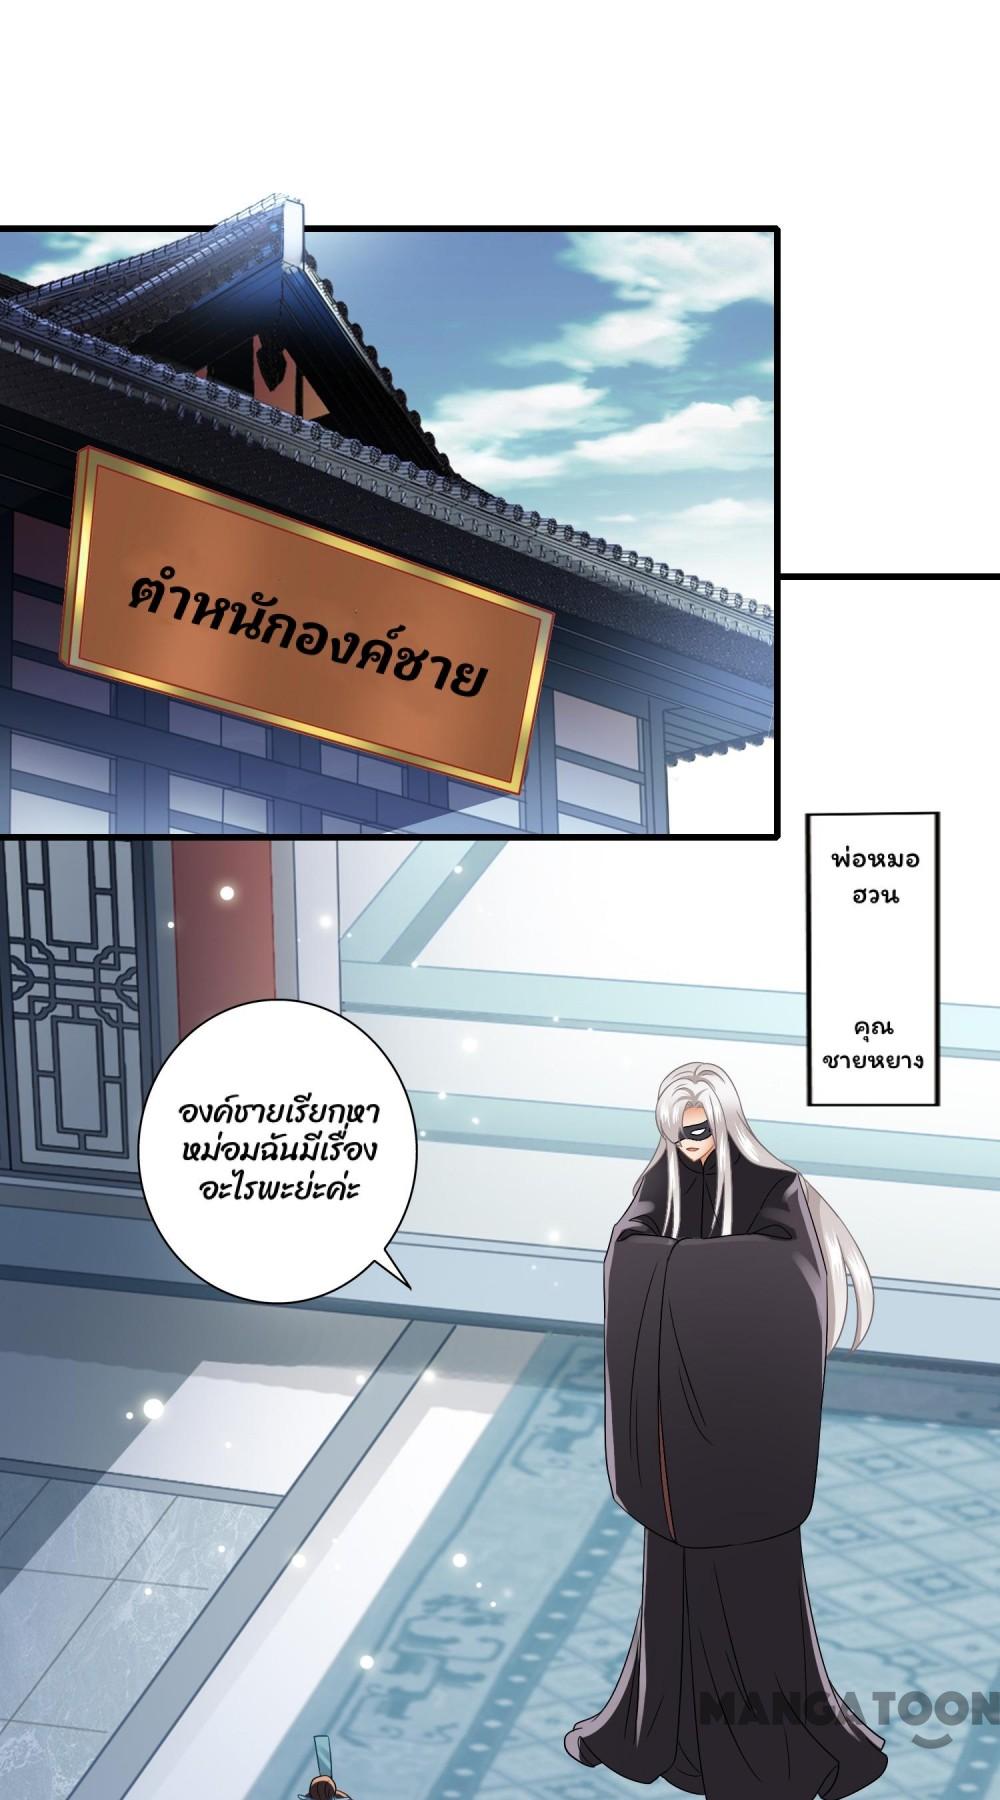 ตำหนักองค์ชาย
พ่อหมอ
ฮวน
คุณ
ชายหยาง
องค์ชายเรียกหา
หม่อมฉันมีเรื่อง
อะไรพะย่ะค่ะ
MANGATOON